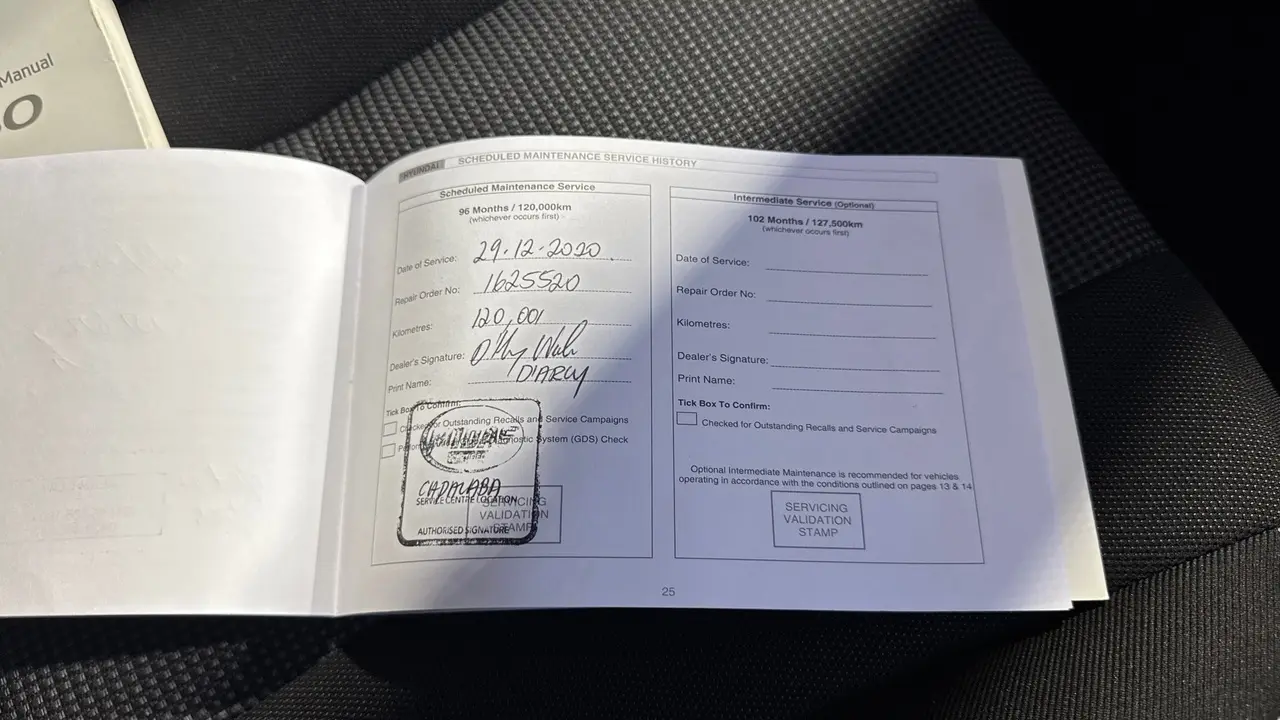 Manual
HYUNDAI SCHEDULED MAINTENANCE SERVICE HISTORY
Scheduled Maintenance Service
96 Months / 120,000km
(whichever occurs first)
Date of Service: 29.12.2020
Repair Order No: 1625520
Kilometres: 120,001
Dealer's Signature:
Print Name: D'ARCY
Tick Box To Confirm:
Checked for Outstanding Recalls and Service Campaigns
System (GDS) Check
SERVICE CENTRE LOCATION
AUTHORISED SIGNATURE
SERVICING
VALIDATION
STAMP
Intermediate Service (Optional)
102 Months / 127,500km
(whichever occurs first)
Date of Service:
Repair Order No:
Kilometres:
Dealer's Signature:
Print Name:
Tick Box To Confirm:
Checked for Outstanding Recalls and Service Campaigns
Optional Intermediate Maintenance is recommended for vehicles
operating in accordance with the conditions outlined on pages 13 & 14
SERVICING
VALIDATION
STAMP
25